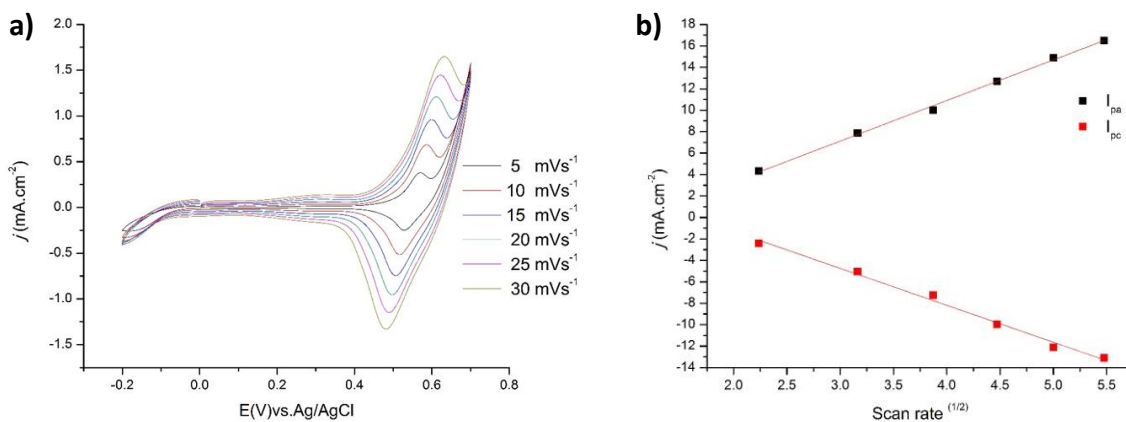 a)
2.0
1.5
1.0
0.5
0.0
-0.5
-1.0
-1.5
j (mA.cm⁻²)
-0.2
0.0
0.2
0.4
0.6
0.8
E(V)vs.Ag/AgCl
5 mVs⁻¹
10 mVs⁻¹
15 mVs⁻¹
20 mVs⁻¹
25 mVs⁻¹
30 mVs⁻¹
b)
18
16
14
12
10
8
6
4
2
0
-2
-4
-6
-8
-10
-12
-14
j (mA.cm⁻²)
2.0
2.5
3.0
3.5
4.0
4.5
5.0
5.5
Scan rate ⁽¹/²⁾
I pa
I pc